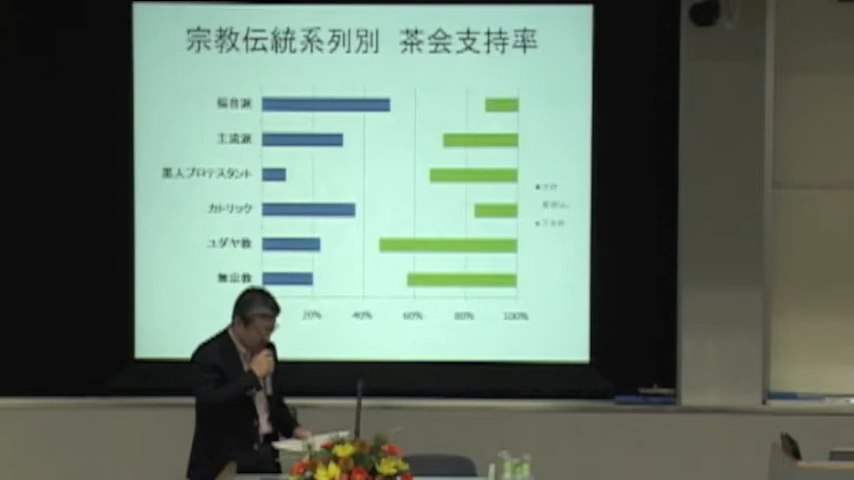 宗教伝統系列別 茶会支持率
福音派
主流派
黒人プロテスタント
カトリック
ユダヤ教
無宗教
20% 40% 60% 80% 100%